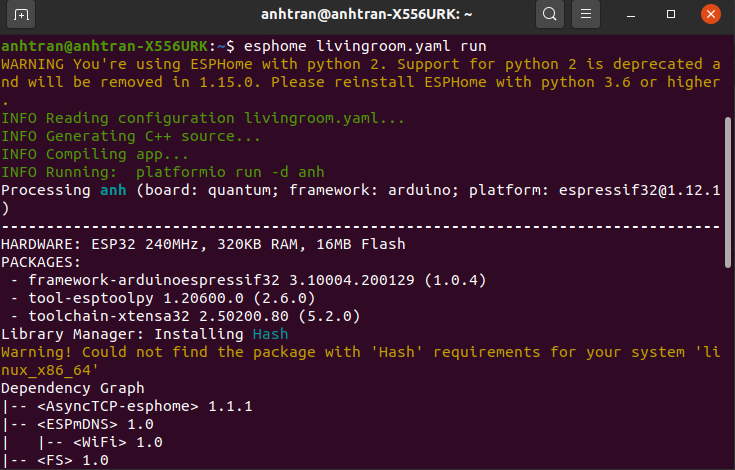 anhtran@anhtran-X556URK: ~
anhtran@anhtran-X556URK:~$ esphome livingroom.yaml run
WARNING You're using ESPHome with python 2. Support for python 2 is deprecated a
nd will be removed in 1.15.0. Please reinstall ESPHome with python 3.6 or higher
.
INFO Reading configuration livingroom.yaml...
INFO Generating C++ source...
INFO Compiling app...
INFO Running:  platformio run -d anh
Processing anh (board: quantum; framework: arduino; platform: espressif32@1.12.1
)
--------------------------------------------------------------------------------
HARDWARE: ESP32 240MHz, 320KB RAM, 16MB Flash
PACKAGES:
 - framework-arduinoespressif32 3.10004.200129 (1.0.4)
 - tool-esptoolpy 1.20600.0 (2.6.0)
 - toolchain-xtensa32 2.50200.80 (5.2.0)
Library Manager: Installing Hash
Warning! Could not find the package with 'Hash' requirements for your system 'li
nux_x86_64'
Dependency Graph
|-- <AsyncTCP-esphome> 1.1.1
|-- <ESPmDNS> 1.0
|   |-- <WiFi> 1.0
|-- <FS> 1.0